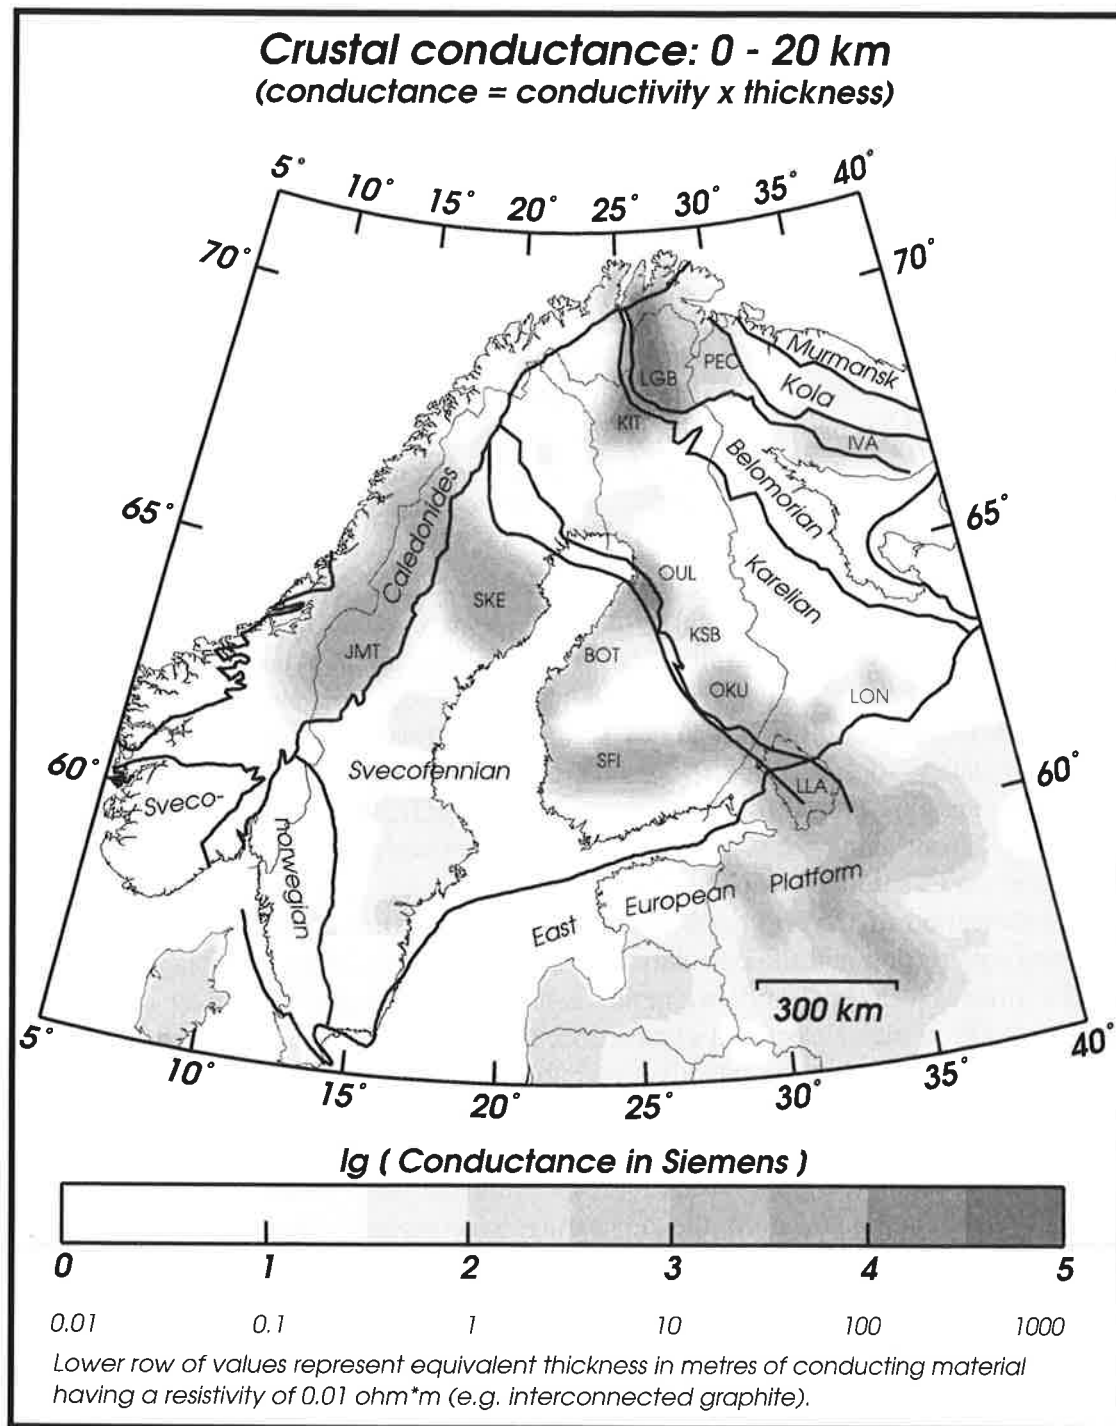 Crustal conductance: 0 - 20 km
(conductance = conductivity x thickness)
5°
10°
15°
20°
25°
30°
35°
40°
70°
70°
Murmansk
PEC
LGB
Kola
KIT
IVA
Belomorian
65°
65°
Caledonides
OUL
Karelian
SKE
KSB
JMT
BOT
OKU
LON
60°
60°
SFI
Svecofennian
LLA
Sveco-
norwegian
Platform
European
East
300 km
5°
10°
15°
20°
25°
30°
35°
40°
lg ( Conductance in Siemens )
0 1 2 3 4 5
0.01 0.1 1 10 100 1000
Lower row of values represent equivalent thickness in metres of conducting material
having a resistivity of 0.01 ohm*m (e.g. interconnected graphite).